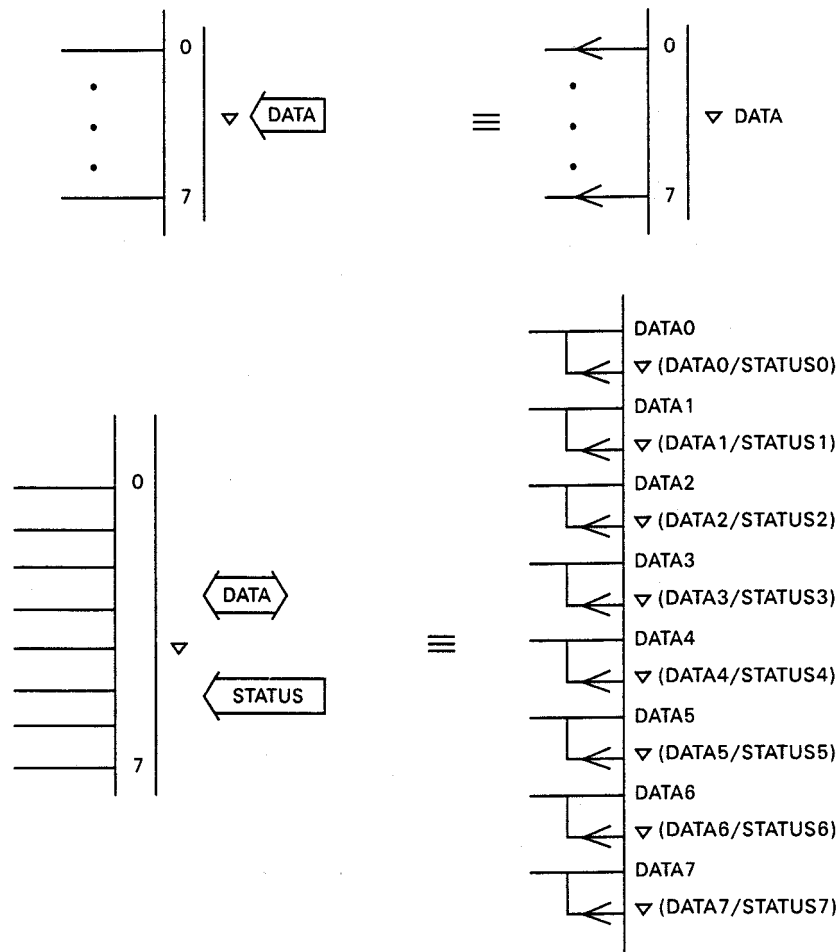 0
7
▽ DATA
≡
0
7
▽ DATA
0
7
DATA
▽
STATUS
≡
DATA0
▽ (DATA0/STATUS0)
DATA1
▽ (DATA1/STATUS1)
DATA2
▽ (DATA2/STATUS2)
DATA3
▽ (DATA3/STATUS3)
DATA4
▽ (DATA4/STATUS4)
DATA5
▽ (DATA5/STATUS5)
DATA6
▽ (DATA6/STATUS6)
DATA7
▽ (DATA7/STATUS7)